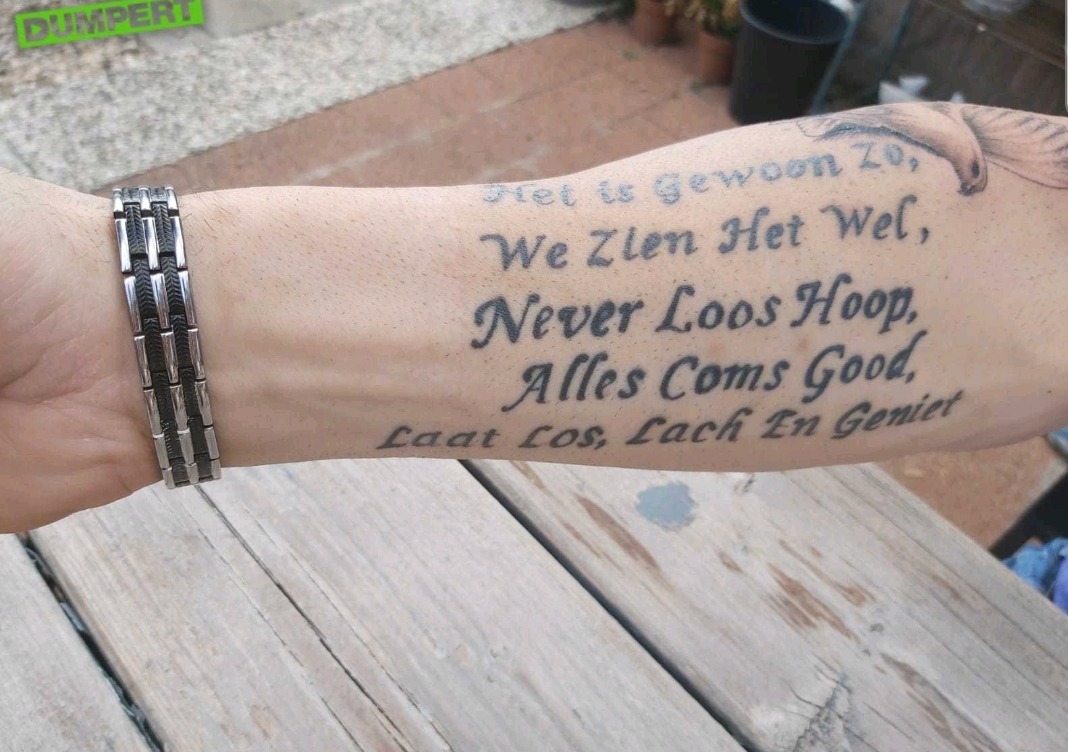 DUMPERT
Het is Gewoon Zo,
We Zien Het Wel,
Never Loos Hoop,
Alles Coms Good,
Laat Los, Lach En Geniet